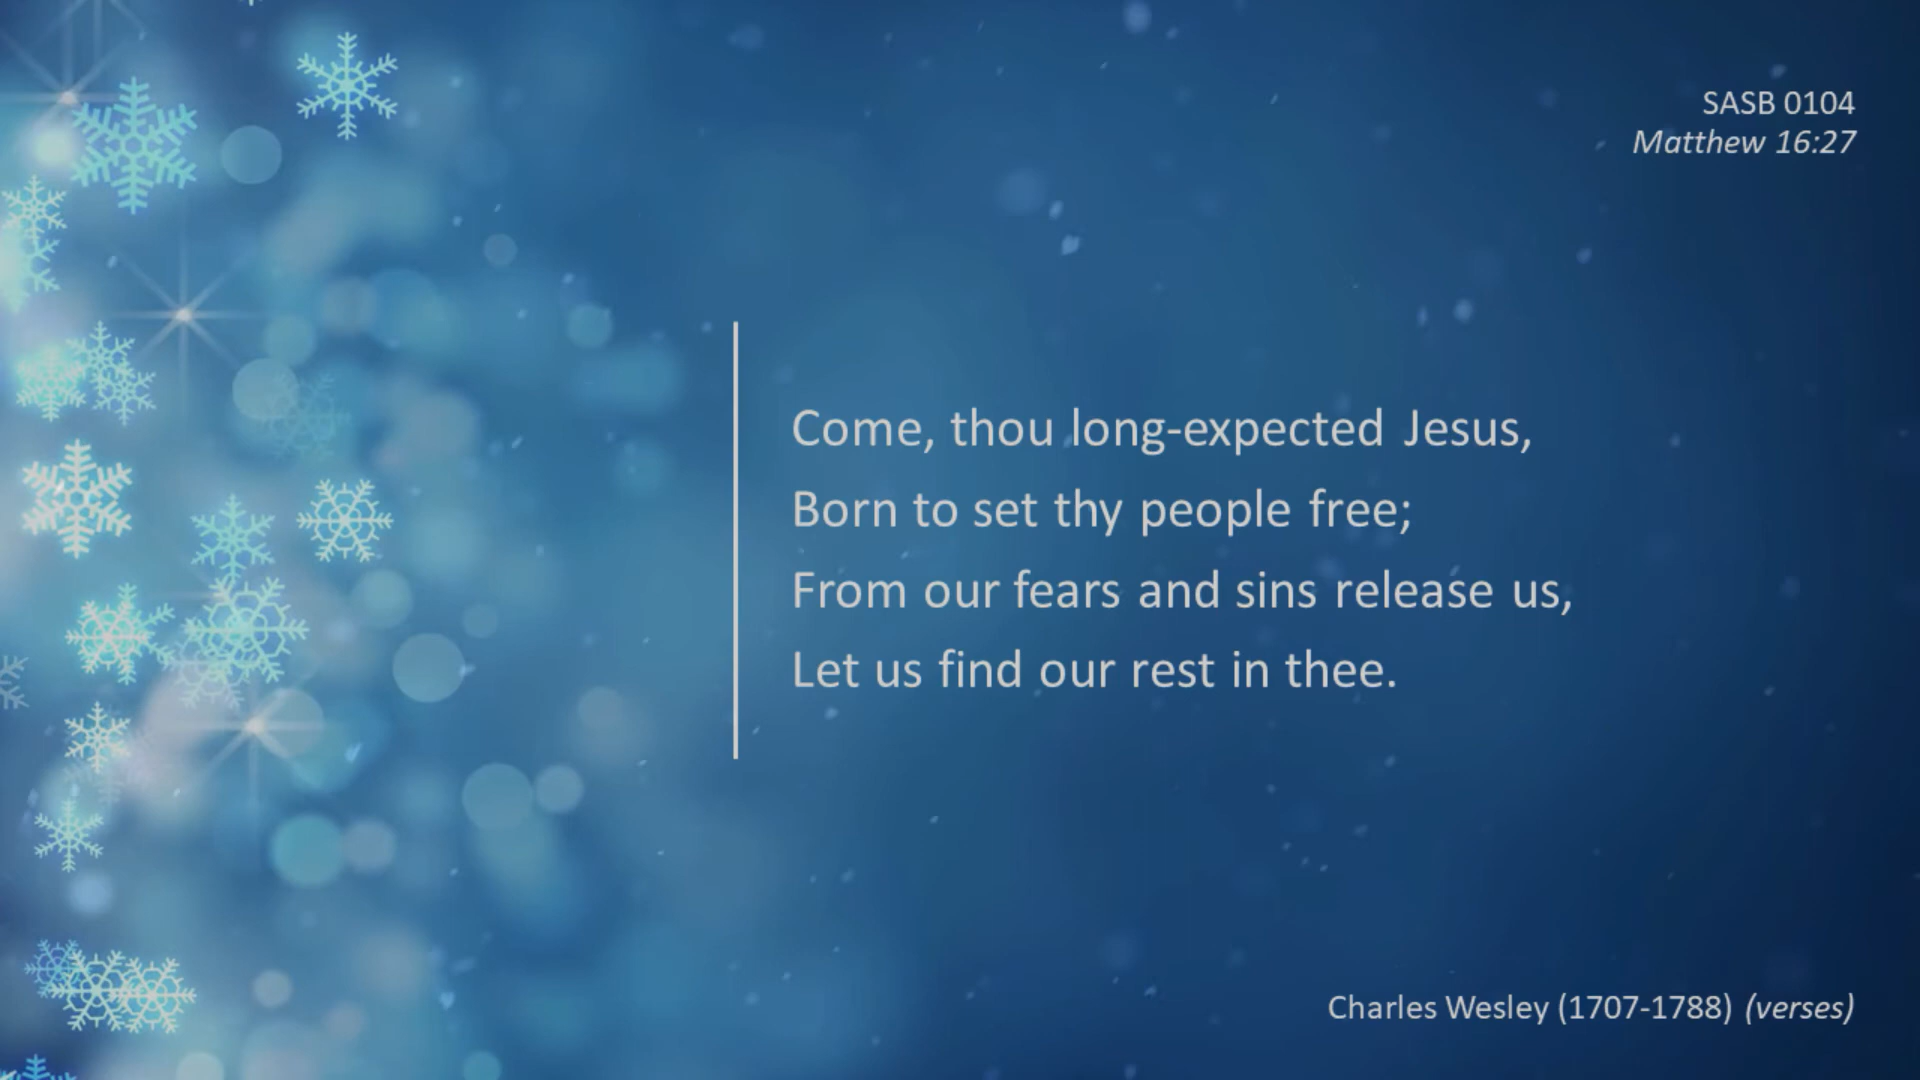 SASB 0104
Matthew 16:27
Come, thou long-expected Jesus,
Born to set thy people free;
From our fears and sins release us,
Let us find our rest in thee.
Charles Wesley (1707-1788) (verses)